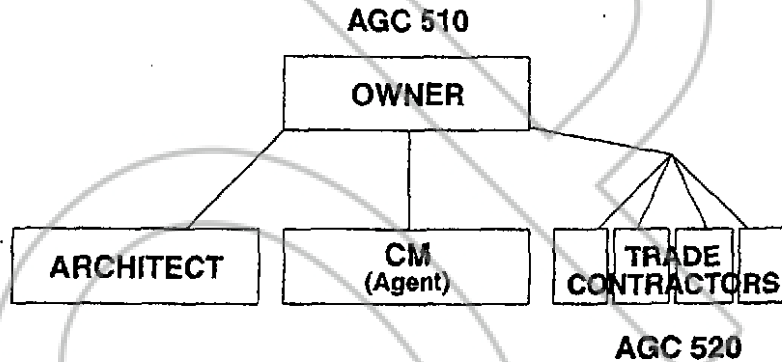 AGC 510
OWNER
ARCHITECT
CM
(Agent)
TRADE
CONTRACTORS
AGC 520